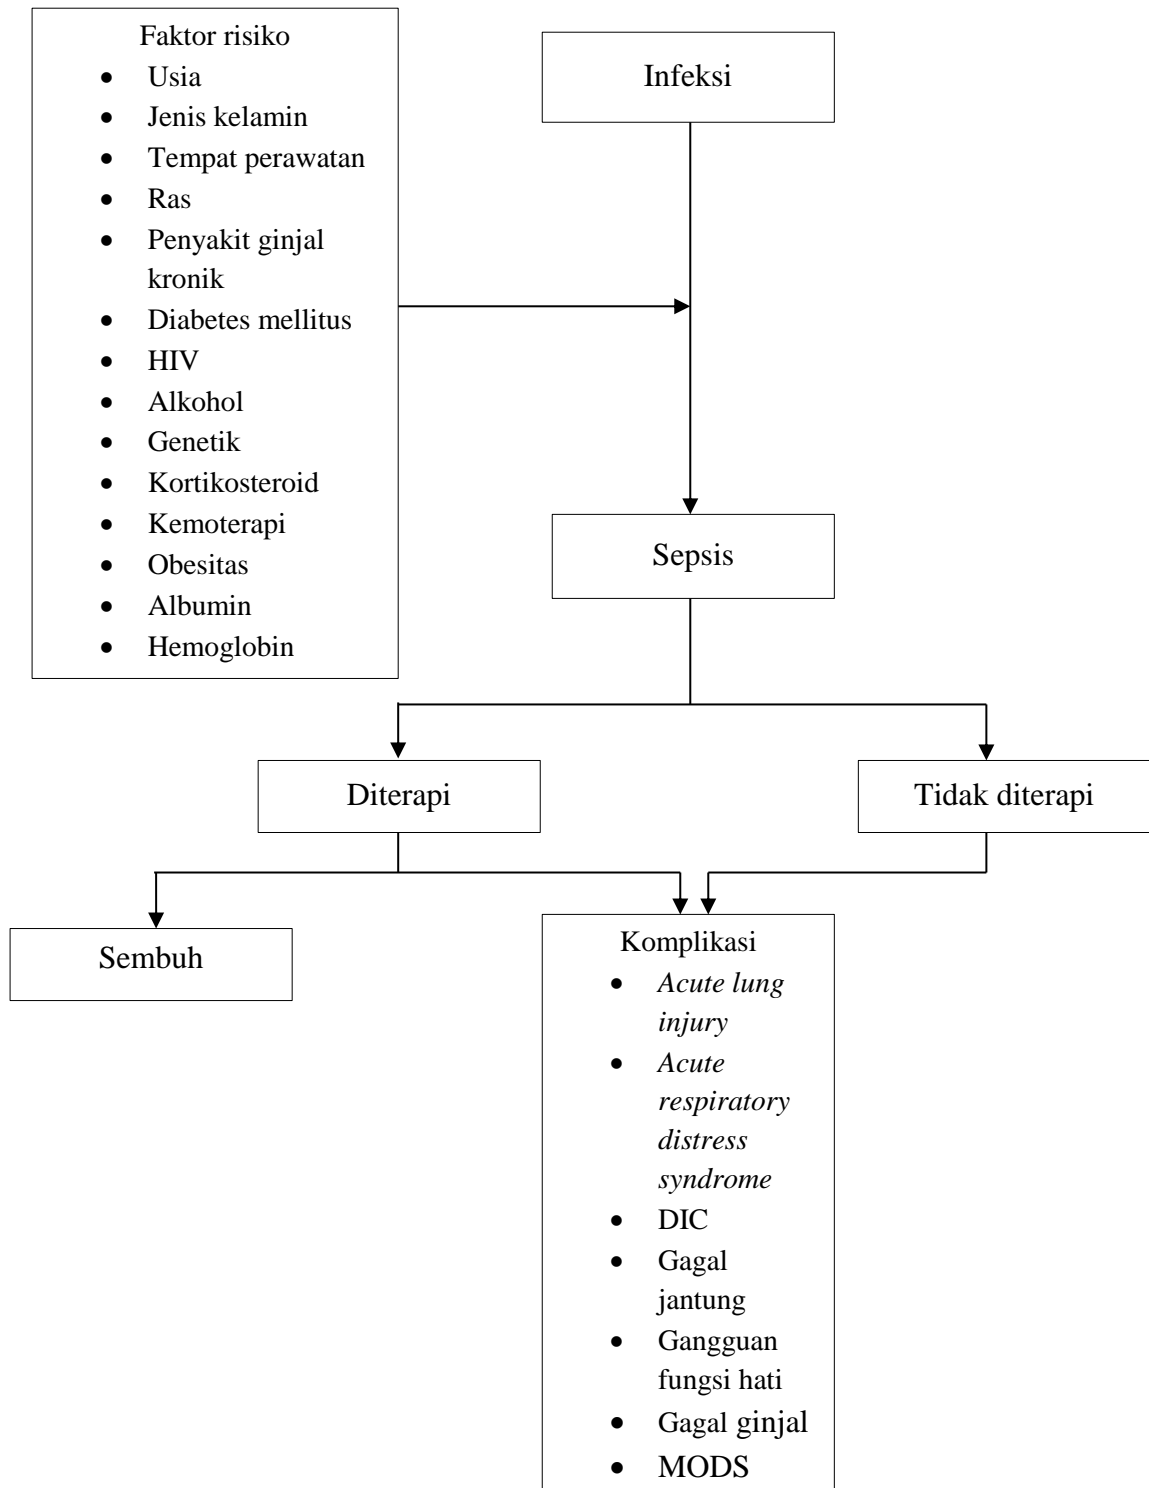 Faktor risiko
• Usia
• Jenis kelamin
• Tempat perawatan
• Ras
• Penyakit ginjal
kronik
• Diabetes mellitus
• HIV
• Alkohol
• Genetik
• Kortikosteroid
• Kemoterapi
• Obesitas
• Albumin
• Hemoglobin
Infeksi
Sepsis
Diterapi
Tidak diterapi
Sembuh
Komplikasi
• Acute lung
injury
• Acute
respiratory
distress
syndrome
• DIC
• Gagal
jantung
• Gangguan
fungsi hati
• Gagal ginjal
• MODS